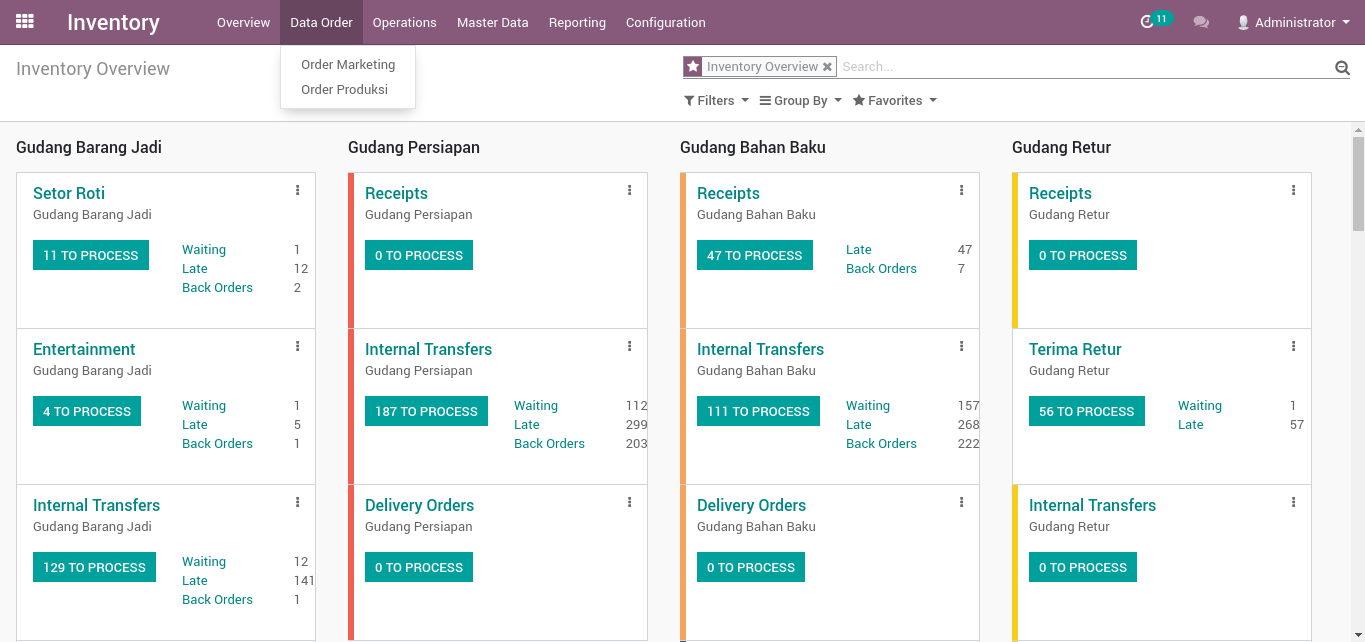 Inventory
Overview
Data Order
Operations
Master Data
Reporting
Configuration
11
Administrator
Order Marketing
Order Produksi
Inventory Overview
Inventory Overview
Search...
Filters
Group By
Favorites
Gudang Barang Jadi
Gudang Persiapan
Gudang Bahan Baku
Gudang Retur
Setor Roti
Gudang Barang Jadi
11 TO PROCESS
Waiting 1
Late 12
Back Orders 2
Receipts
Gudang Persiapan
0 TO PROCESS
Receipts
Gudang Bahan Baku
47 TO PROCESS
Late 47
Back Orders 7
Receipts
Gudang Retur
0 TO PROCESS
Entertainment
Gudang Barang Jadi
4 TO PROCESS
Waiting 1
Late 5
Back Orders 1
Internal Transfers
Gudang Persiapan
187 TO PROCESS
Waiting 112
Late 299
Back Orders 203
Internal Transfers
Gudang Bahan Baku
111 TO PROCESS
Waiting 157
Late 268
Back Orders 222
Terima Retur
Gudang Retur
56 TO PROCESS
Waiting 1
Late 57
Internal Transfers
Gudang Barang Jadi
129 TO PROCESS
Waiting 12
Late 141
Back Orders 1
Delivery Orders
Gudang Persiapan
0 TO PROCESS
Delivery Orders
Gudang Bahan Baku
0 TO PROCESS
Internal Transfers
Gudang Retur
0 TO PROCESS